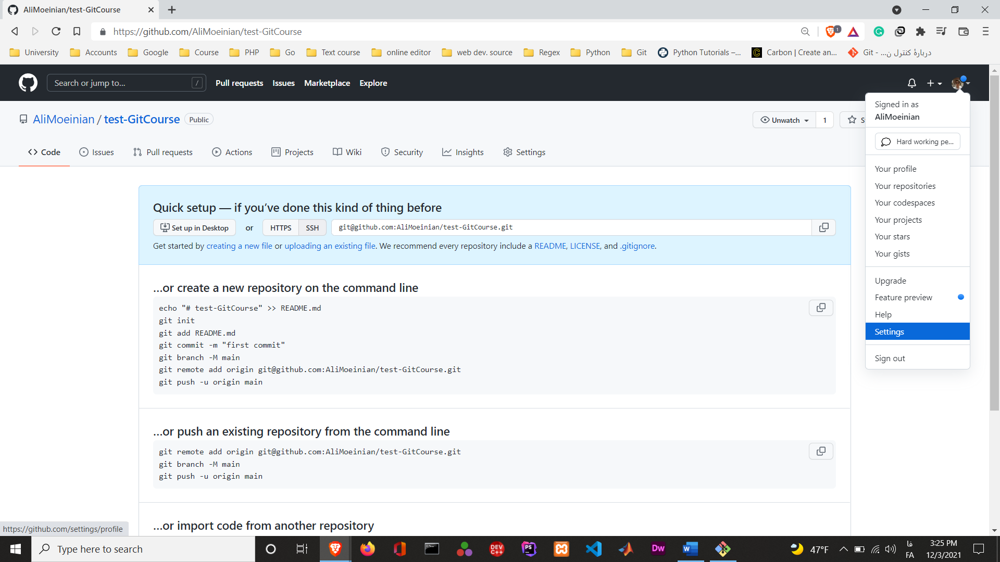 AliMoeinian/test-GitCourse
https://github.com/AliMoeinian/test-GitCourse
1
University Accounts Google Course PHP Go Text course online editor web dev. source Regex Python Git Python Tutorials –... Carbon | Create an... Git - ...دربارهٔ کنترل ن
Search or jump to... / Pull requests Issues Marketplace Explore
Signed in as
AliMoeinian
AliMoeinian / test-GitCourse Public Unwatch 1
Hard working pe...
Code Issues Pull requests Actions Projects Wiki Security Insights Settings
Your profile
Your repositories
Your codespaces
Your projects
Your stars
Your gists
Upgrade
Feature preview
Help
Settings
Sign out
Quick setup — if you’ve done this kind of thing before
Set up in Desktop or HTTPS SSH git@github.com:AliMoeinian/test-GitCourse.git
Get started by creating a new file or uploading an existing file. We recommend every repository include a README, LICENSE, and .gitignore.
…or create a new repository on the command line
echo "# test-GitCourse" >> README.md
git init
git add README.md
git commit -m "first commit"
git branch -M main
git remote add origin git@github.com:AliMoeinian/test-GitCourse.git
git push -u origin main
…or push an existing repository from the command line
git remote add origin git@github.com:AliMoeinian/test-GitCourse.git
git branch -M main
git push -u origin main
…or import code from another repository
https://github.com/settings/profile
Type here to search
DEV C++
PS
Dw
W
47°F
فا
FA
3:25 PM
12/3/2021